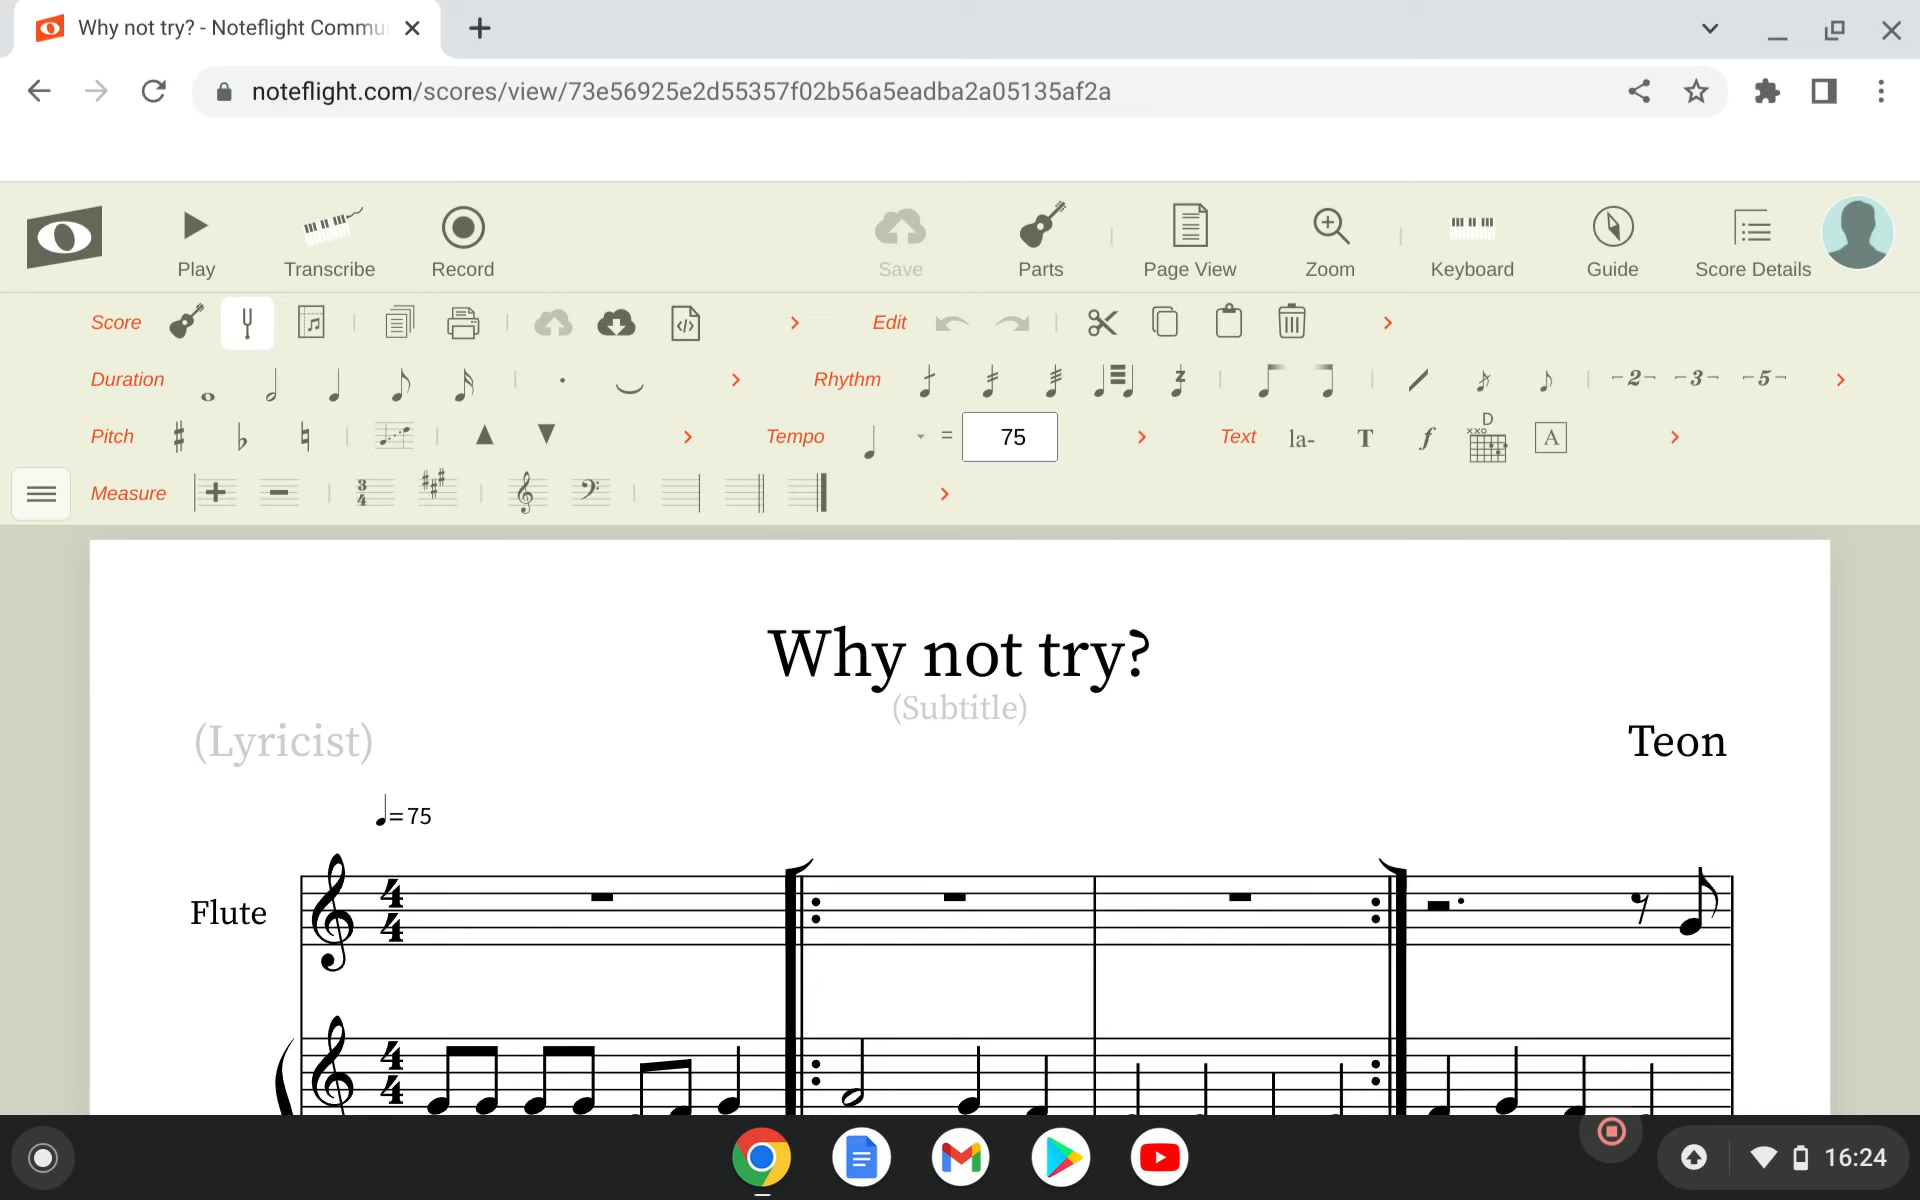 Why not try? - Noteflight Commu
noteflight.com/scores/view/73e56925e2d55357f02b56a5eadba2a05135af2a
Play Transcribe Record Save Parts Page View Zoom Keyboard Guide Score Details
Score Edit
Duration Rhythm 2 3 5
Pitch Tempo = 75 Text la- T f D xxo A
Measure 3 4
Why not try?
(Subtitle)
(Lyricist) Teon
= 75
Flute 4 4
4 4
16:24